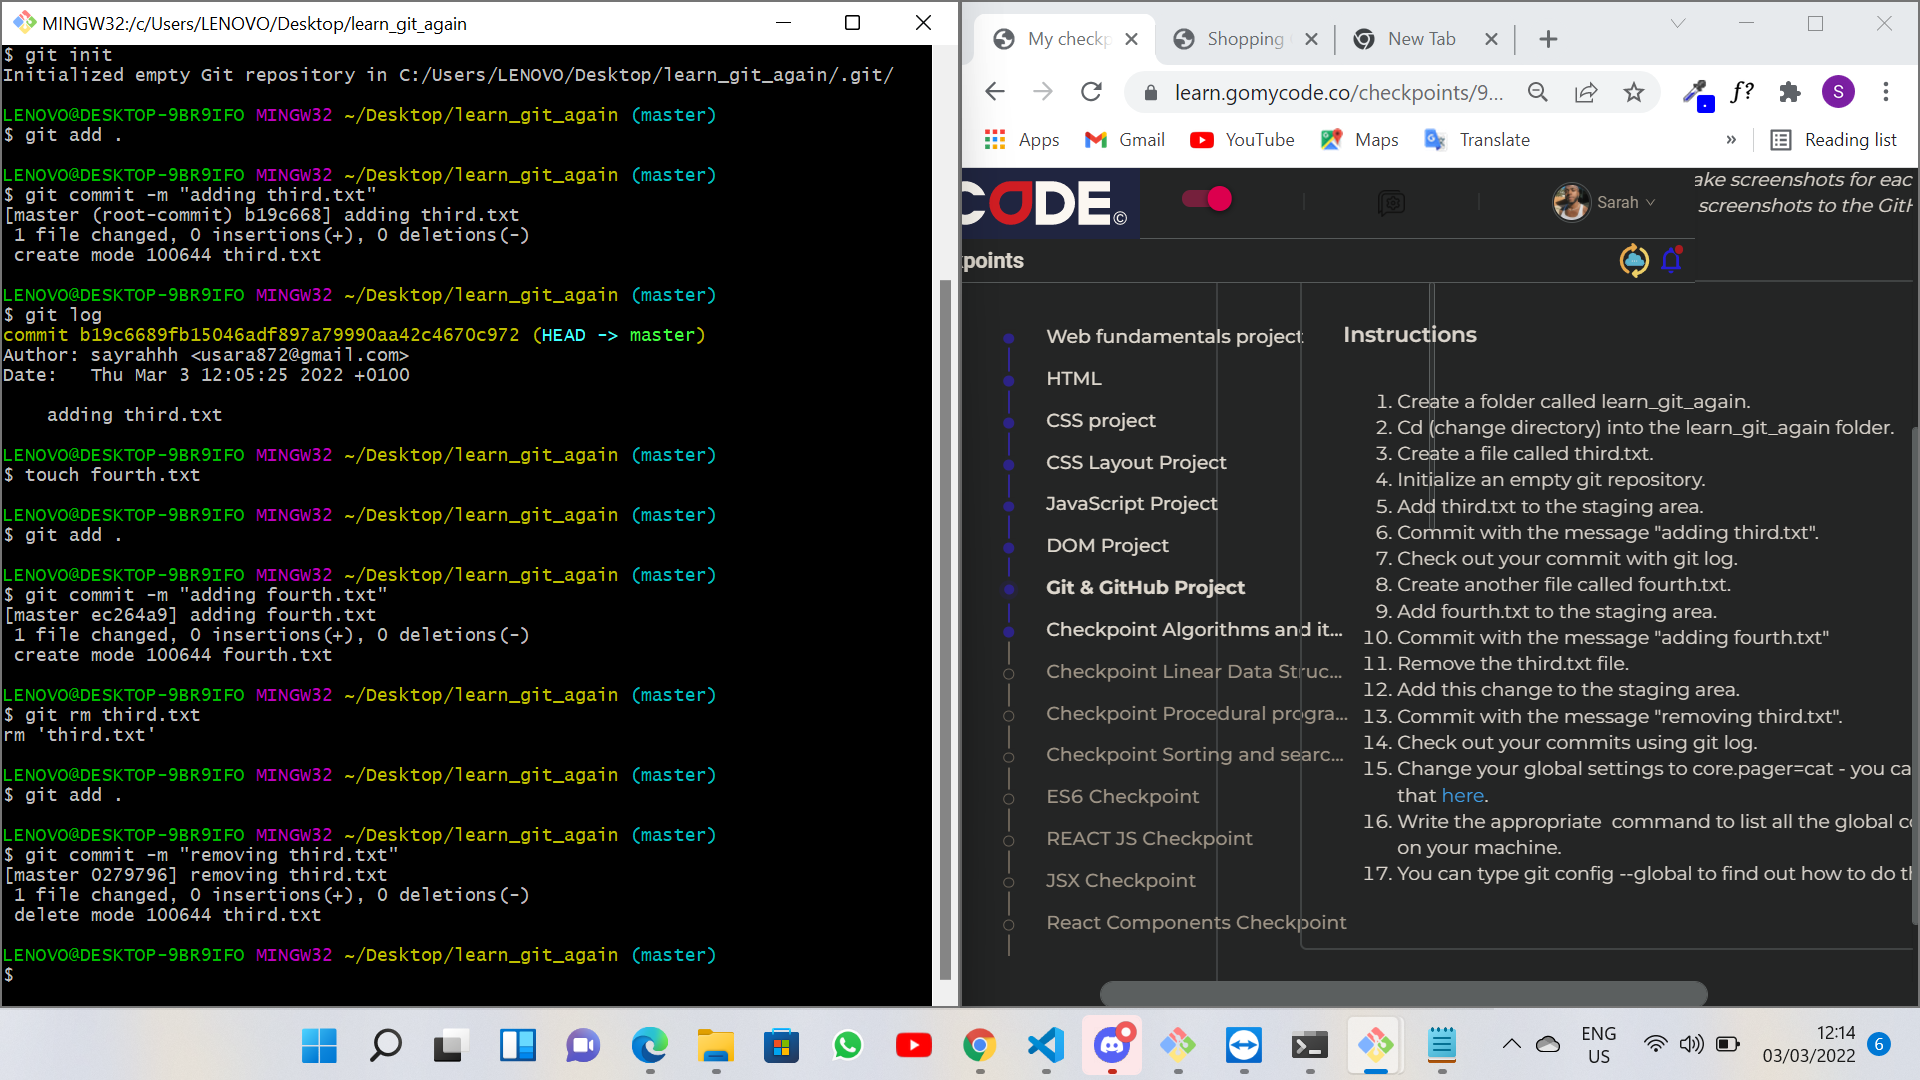 MINGW32:/c/Users/LENOVO/Desktop/learn_git_again
$ git init
Initialized empty Git repository in C:/Users/LENOVO/Desktop/learn_git_again/.git/
LENOVO@DESKTOP-9BR9IFO MINGW32 ~/Desktop/learn_git_again (master)
$ git add .
LENOVO@DESKTOP-9BR9IFO MINGW32 ~/Desktop/learn_git_again (master)
$ git commit -m "adding third.txt"
[master (root-commit) b19c668] adding third.txt
1 file changed, 0 insertions(+), 0 deletions(-)
create mode 100644 third.txt
LENOVO@DESKTOP-9BR9IFO MINGW32 ~/Desktop/learn_git_again (master)
$ git log
commit b19c6689fb15046adf897a79990aa42c4670c972 (HEAD -> master)
Author: sayrahhh <usara872@gmail.com>
Date:   Thu Mar 3 12:05:25 2022 +0100
adding third.txt
LENOVO@DESKTOP-9BR9IFO MINGW32 ~/Desktop/learn_git_again (master)
$ touch fourth.txt
LENOVO@DESKTOP-9BR9IFO MINGW32 ~/Desktop/learn_git_again (master)
$ git add .
LENOVO@DESKTOP-9BR9IFO MINGW32 ~/Desktop/learn_git_again (master)
$ git commit -m "adding fourth.txt"
[master ec264a9] adding fourth.txt
1 file changed, 0 insertions(+), 0 deletions(-)
create mode 100644 fourth.txt
LENOVO@DESKTOP-9BR9IFO MINGW32 ~/Desktop/learn_git_again (master)
$ git rm third.txt
rm 'third.txt'
LENOVO@DESKTOP-9BR9IFO MINGW32 ~/Desktop/learn_git_again (master)
$ git add .
LENOVO@DESKTOP-9BR9IFO MINGW32 ~/Desktop/learn_git_again (master)
$ git commit -m "removing third.txt"
[master 0279796] removing third.txt
1 file changed, 0 insertions(+), 0 deletions(-)
delete mode 100644 third.txt
LENOVO@DESKTOP-9BR9IFO MINGW32 ~/Desktop/learn_git_again (master)
$
My checkp
Shopping
New Tab
learn.gomycode.co/checkpoints/9...
f?
S
Apps
Gmail
YouTube
Maps
Translate
»
Reading list
CODE©
Sarah
ake screenshots for eac
screenshots to the GitH
kpoints
Web fundamentals project
HTML
CSS project
CSS Layout Project
JavaScript Project
DOM Project
Git & GitHub Project
Checkpoint Algorithms and it...
Checkpoint Linear Data Struc...
Checkpoint Procedural progra...
Checkpoint Sorting and searc...
ES6 Checkpoint
REACT JS Checkpoint
JSX Checkpoint
React Components Checkpoint
Instructions
1. Create a folder called learn_git_again.
2. Cd (change directory) into the learn_git_again folder.
3. Create a file called third.txt.
4. Initialize an empty git repository.
5. Add third.txt to the staging area.
6. Commit with the message "adding third.txt".
7. Check out your commit with git log.
8. Create another file called fourth.txt.
9. Add fourth.txt to the staging area.
10. Commit with the message "adding fourth.txt"
11. Remove the third.txt file.
12. Add this change to the staging area.
13. Commit with the message "removing third.txt".
14. Check out your commits using git log.
15. Change your global settings to core.pager=cat - you ca
that here.
16. Write the appropriate  command to list all the global co
on your machine.
17. You can type git config --global to find out how to do th
ENG
US
12:14
03/03/2022
6